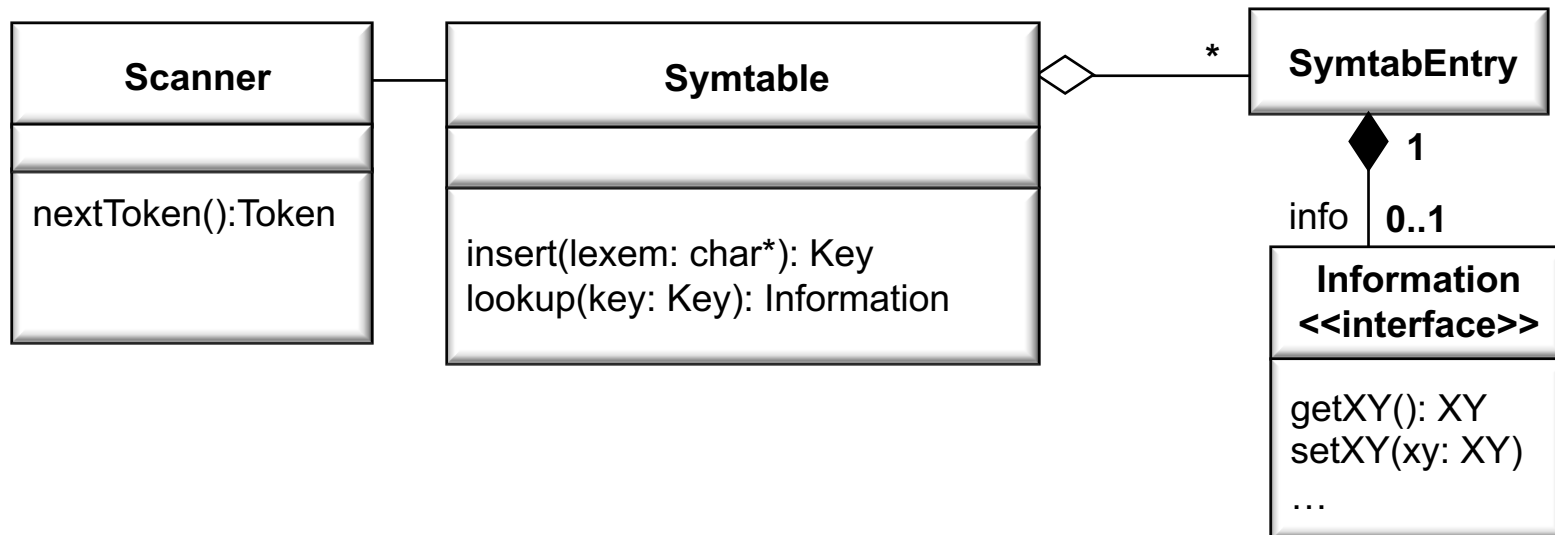 Scanner
nextToken():Token
Symtable
insert(lexem: char*): Key
lookup(key: Key): Information
*
SymtabEntry
1
info 0..1
Information
<<interface>>
getXY(): XY
setXY(xy: XY)
…